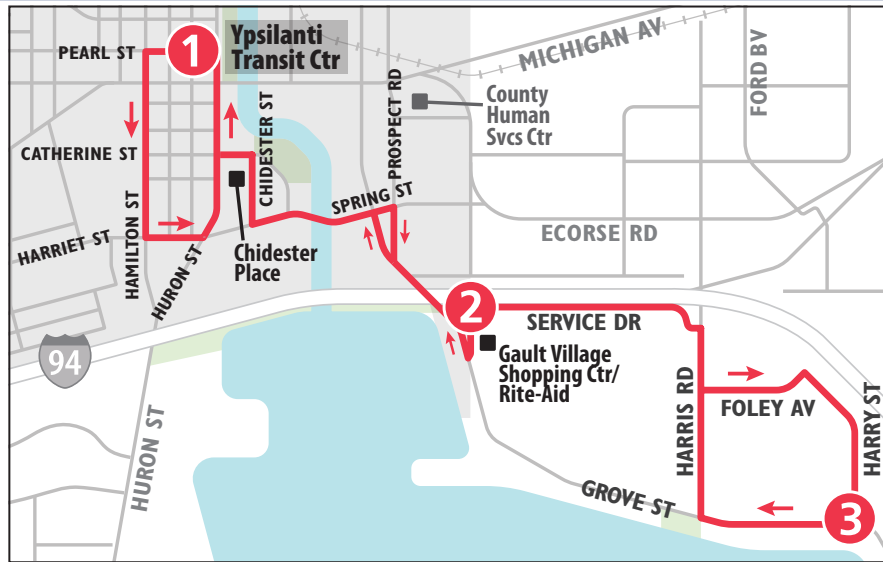 1
Ypsilanti
Transit Ctr
PEARL ST
MICHIGAN AV
FORD BV
PROSPECT RD
County
Human
Svcs Ctr
CHIDESTER ST
CATHERINE ST
SPRING ST
HAMILTON ST
HARRIET ST
HURON ST
Chidester
Place
ECORSE RD
2
SERVICE DR
94
Gault Village
Shopping Ctr/
Rite-Aid
HARRIS RD
FOLEY AV
HARRY ST
HURON ST
GROVE ST
3